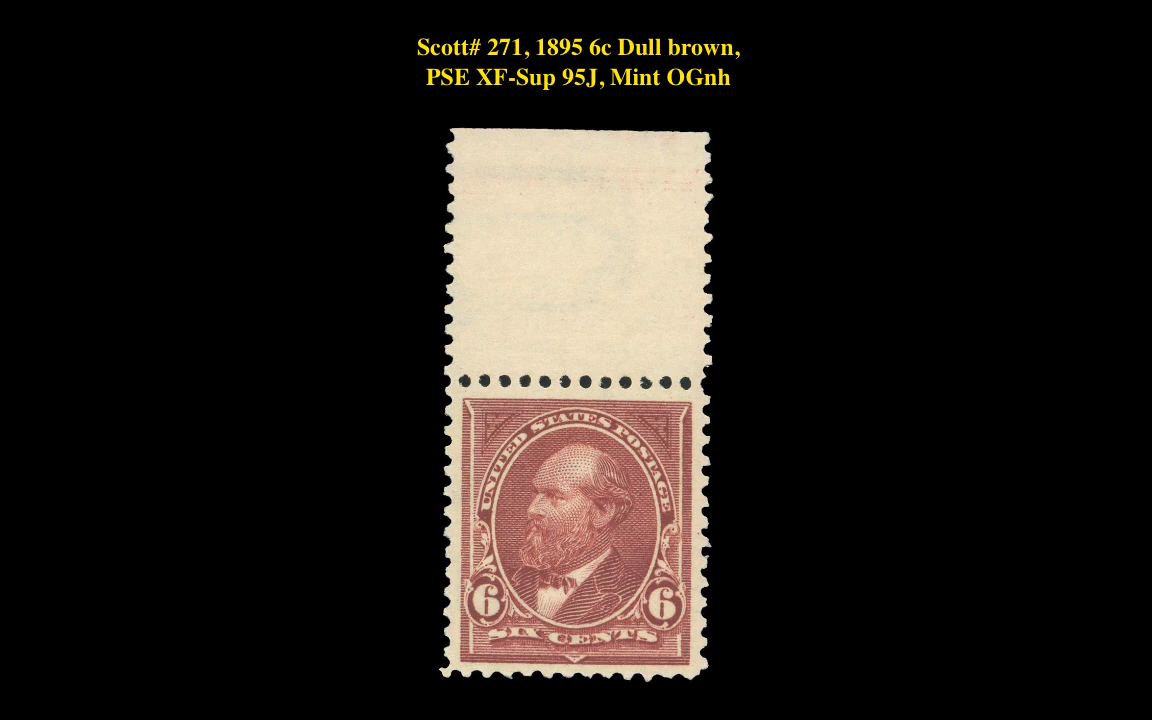 Scott# 271, 1895 6c Dull brown,
PSE XF-Sup 95J, Mint OGnh
UNITED STATES POSTAGE
6 6
SIX CENTS